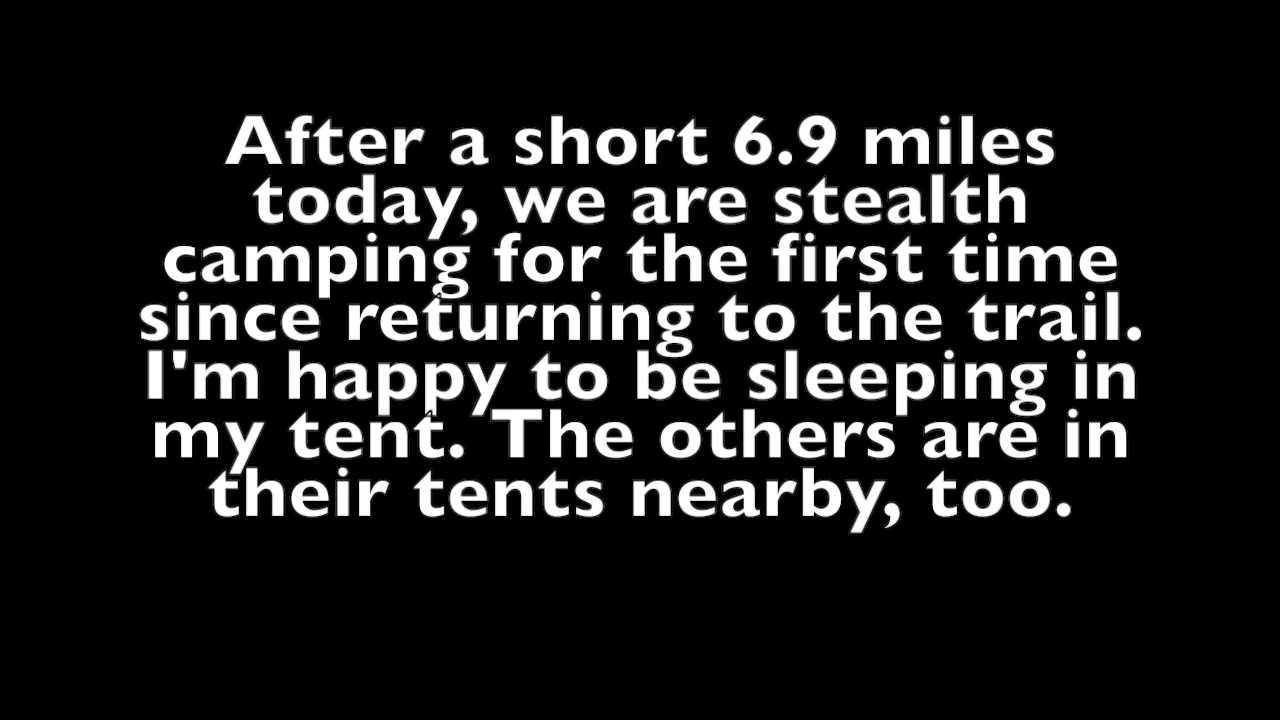 After a short 6.9 miles
today, we are stealth
camping for the first time
since returning to the trail.
I'm happy to be sleeping in
my tent. The others are in
their tents nearby, too.